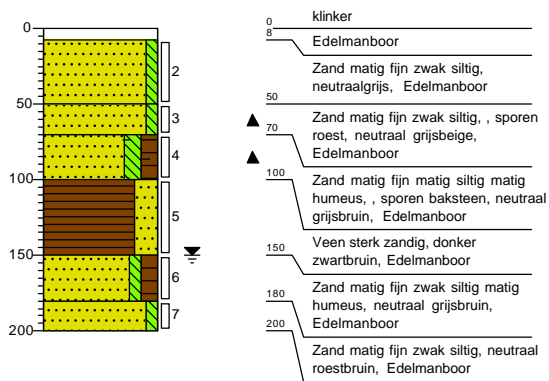 0
50
100
150
200
2
3
4
5
6
7
0
8
50
70
100
150
180
200
klinker
Edelmanboor
Zand matig fijn zwak siltig,
neutraalgrijs, Edelmanboor
Zand matig fijn zwak siltig, , sporen
roest, neutraal grijsbeige,
Edelmanboor
Zand matig fijn matig siltig matig
humeus, , sporen baksteen, neutraal
grijsbruin, Edelmanboor
Veen sterk zandig, donker
zwartbruin, Edelmanboor
Zand matig fijn zwak siltig matig
humeus, neutraal grijsbruin,
Edelmanboor
Zand matig fijn zwak siltig, neutraal
roestbruin, Edelmanboor